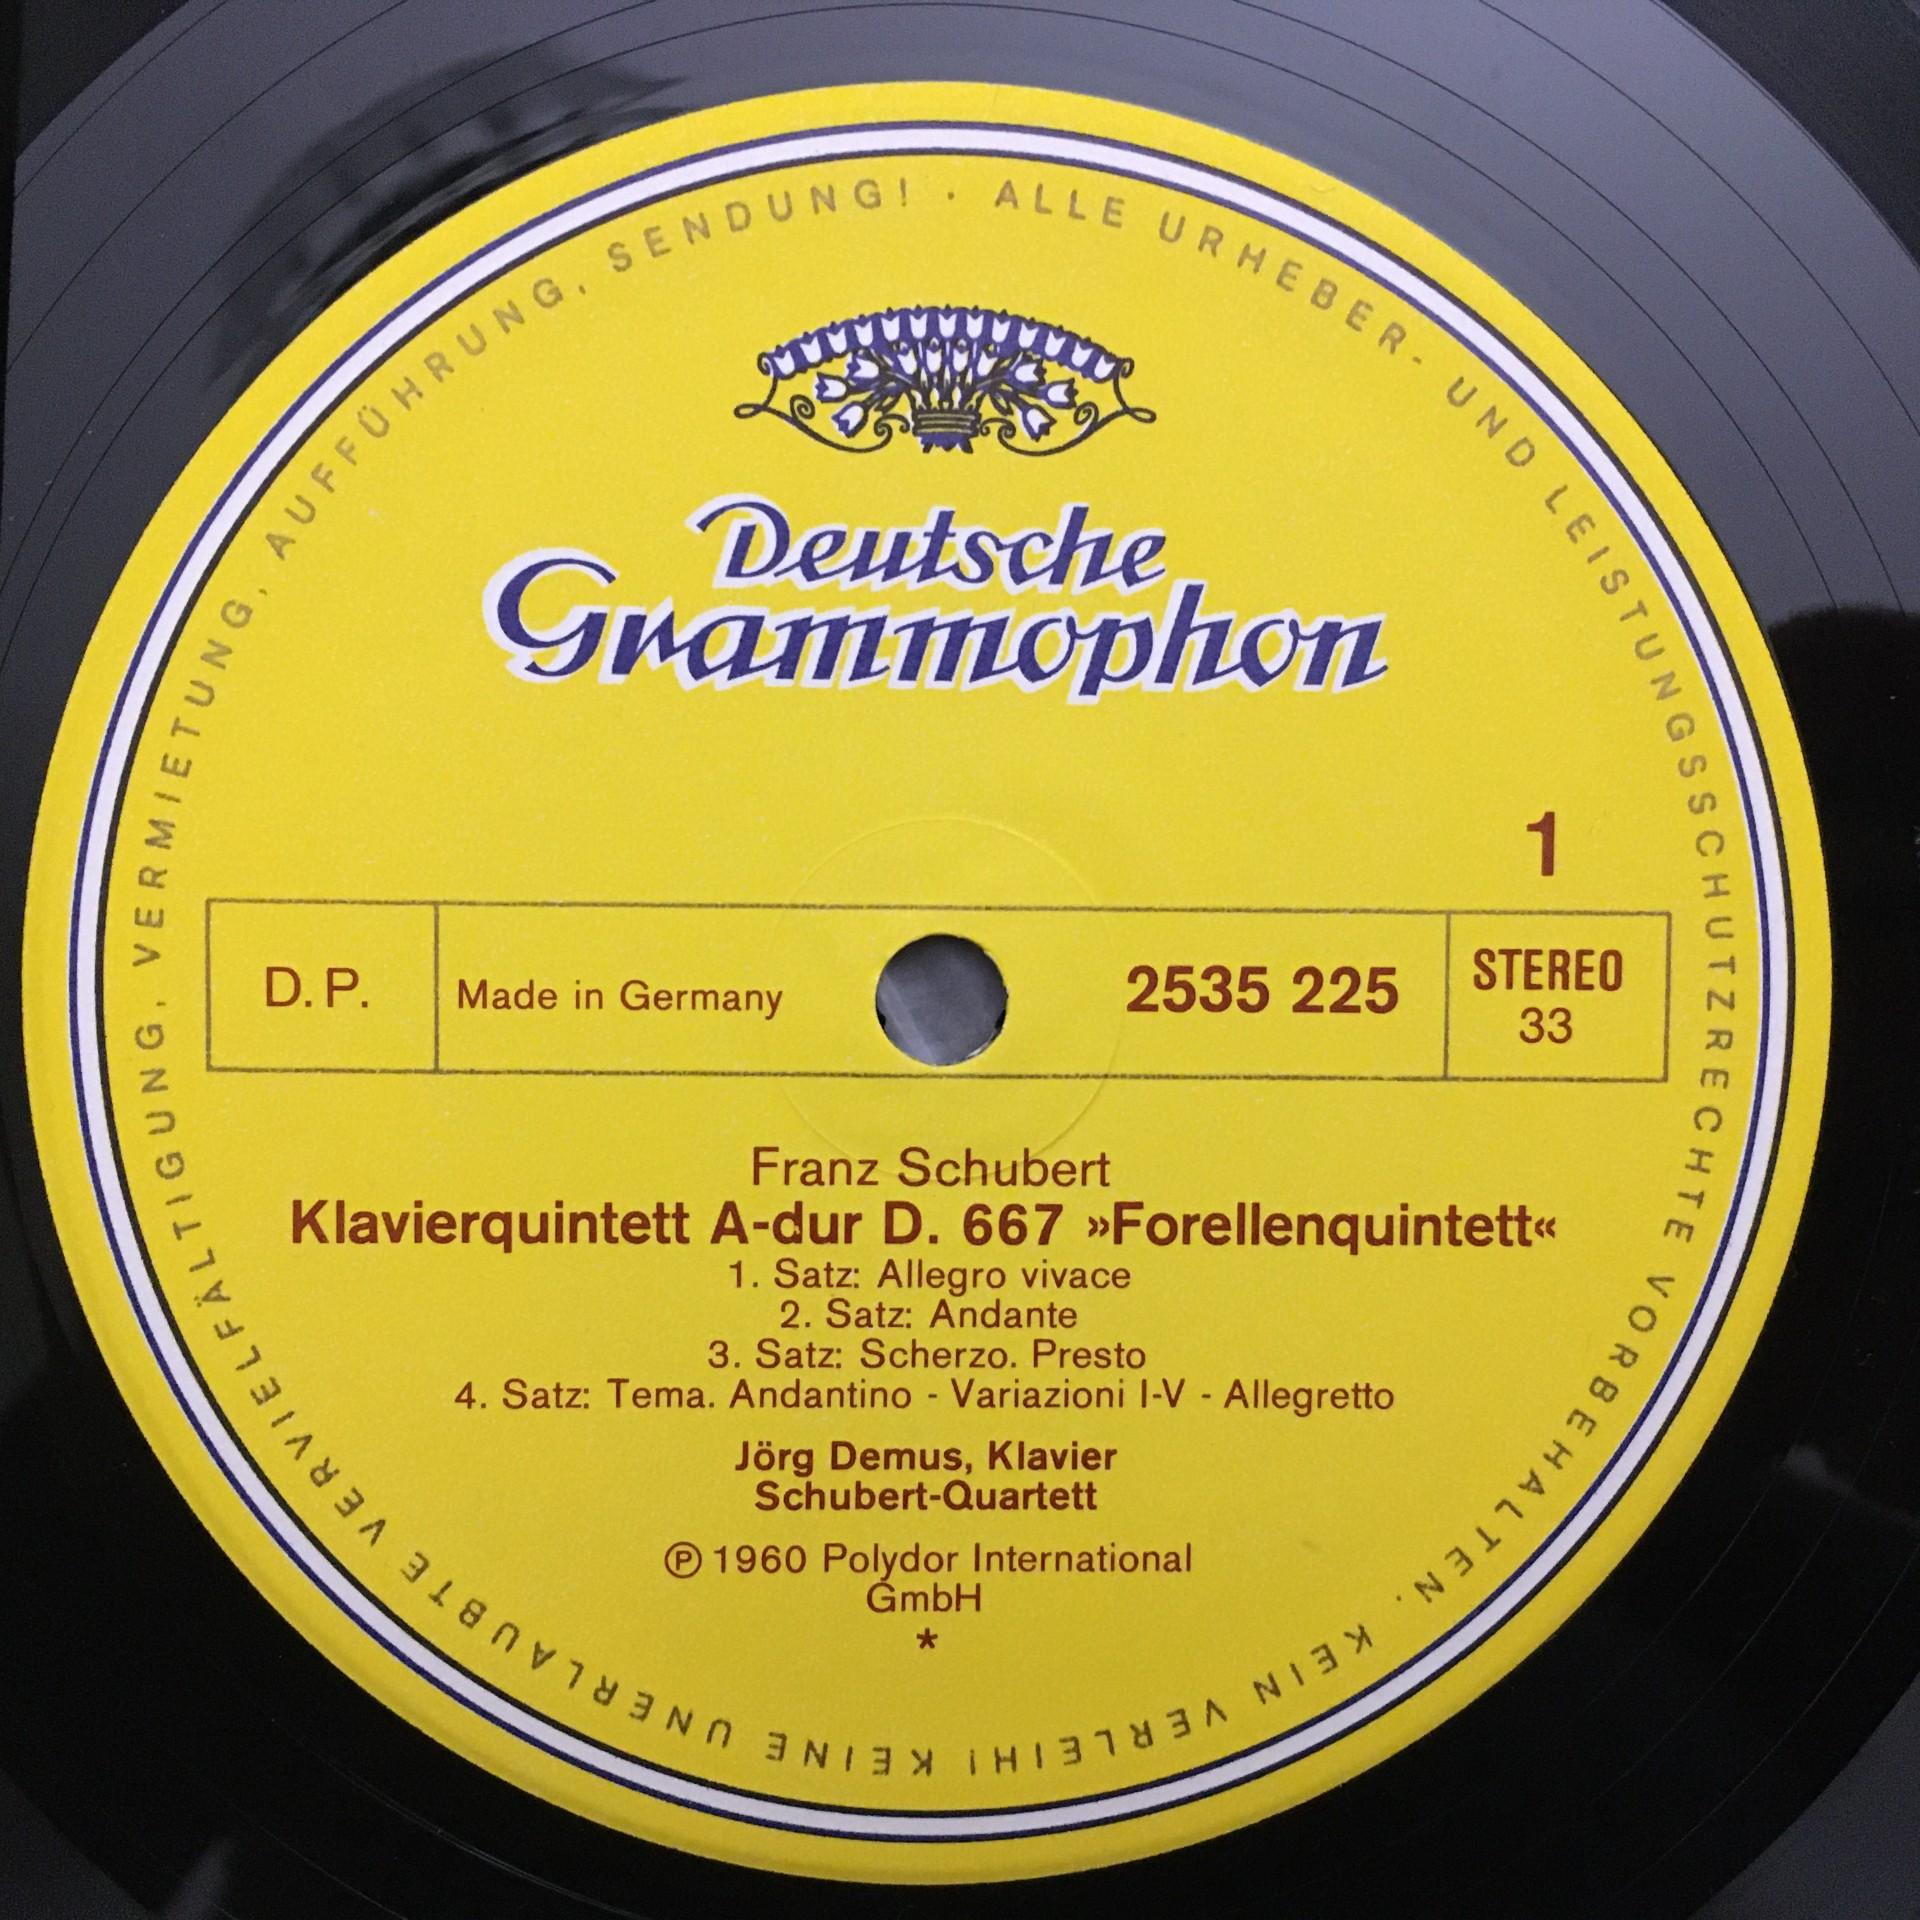 ALLE URHEBER- UND LEISTUNGSSCHUTZRECHTE VORBEHALTEN. KEIN VERLEIH! KEINE UNERLAUBTE VERVIELFÄLTIGUNG, VERMIETUNG, AUFFÜHRUNG, SENDUNG! ·
Deutsche
Grammophon
1
D.P.
Made in Germany
2535 225
STEREO
33
Franz Schubert
Klavierquintett A-dur D. 667 »Forellenquintett«
1. Satz: Allegro vivace
2. Satz: Andante
3. Satz: Scherzo. Presto
4. Satz: Tema. Andantino - Variazioni I-V - Allegretto
Jörg Demus, Klavier
Schubert-Quartett
℗ 1960 Polydor International
GmbH
*